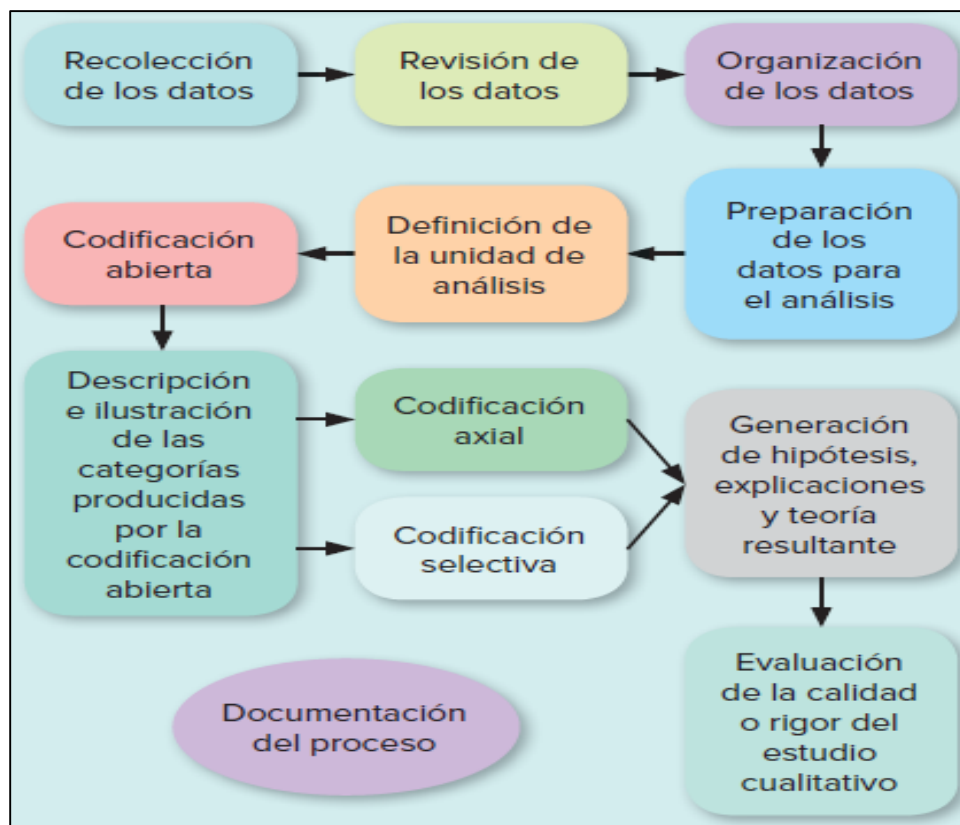 Recolección
de los datos
Revisión de
los datos
Organización
de los datos
Preparación
de los
datos para
el análisis
Definición de
la unidad de
análisis
Codificación
abierta
Descripción
e ilustración
de las
categorías
producidas
por la
codificación
abierta
Codificación
axial
Codificación
selectiva
Generación
de hipótesis,
explicaciones
y teoría
resultante
Evaluación
de la calidad
o rigor del
estudio
cualitativo
Documentación
del proceso